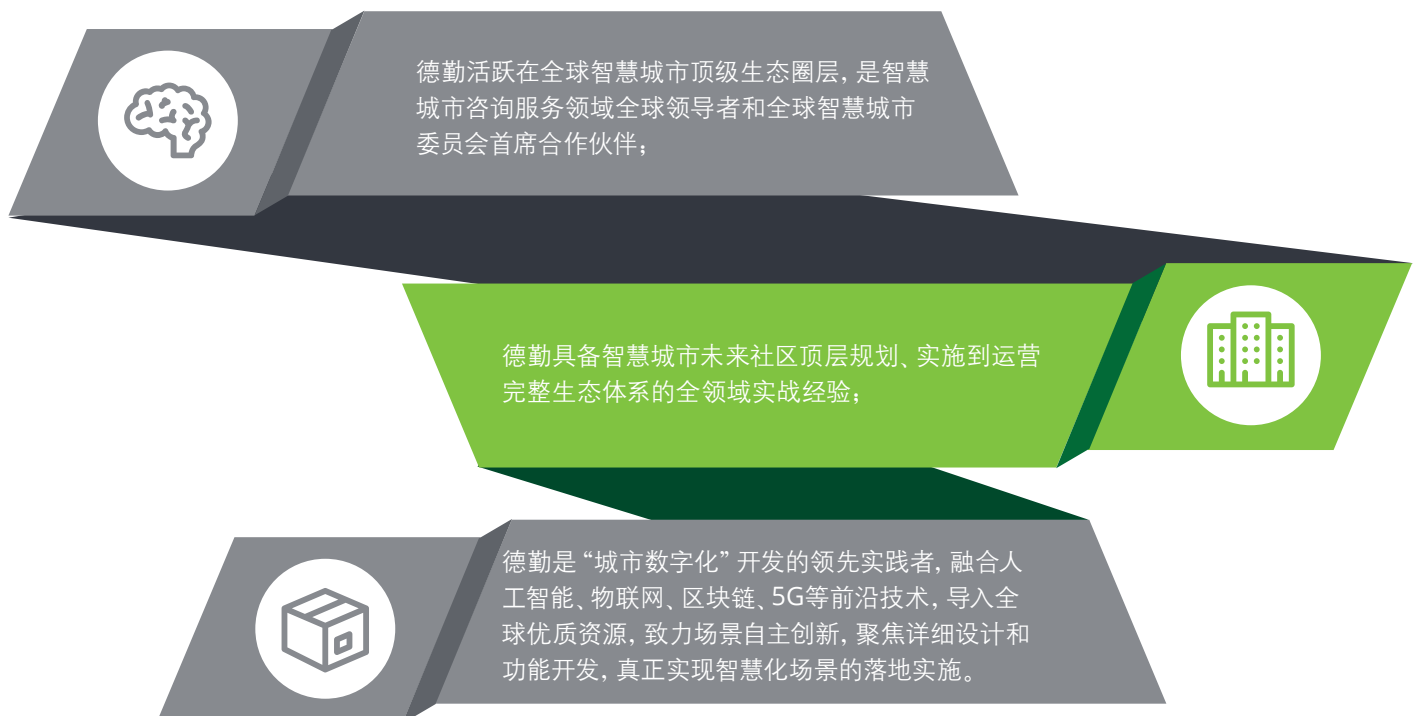 德勤活跃在全球智慧城市顶级生态圈层，是智慧
城市咨询服务领域全球领导者和全球智慧城市
委员会首席合作伙伴；
德勤具备智慧城市未来社区顶层规划、实施到运营
完整生态体系的全领域实战经验；
德勤是“城市数字化”开发的领先实践者，融合人
工智能、物联网、区块链、5G等前沿技术，导入全
球优质资源，致力场景自主创新，聚焦详细设计和
功能开发，真正实现智慧化场景的落地实施。